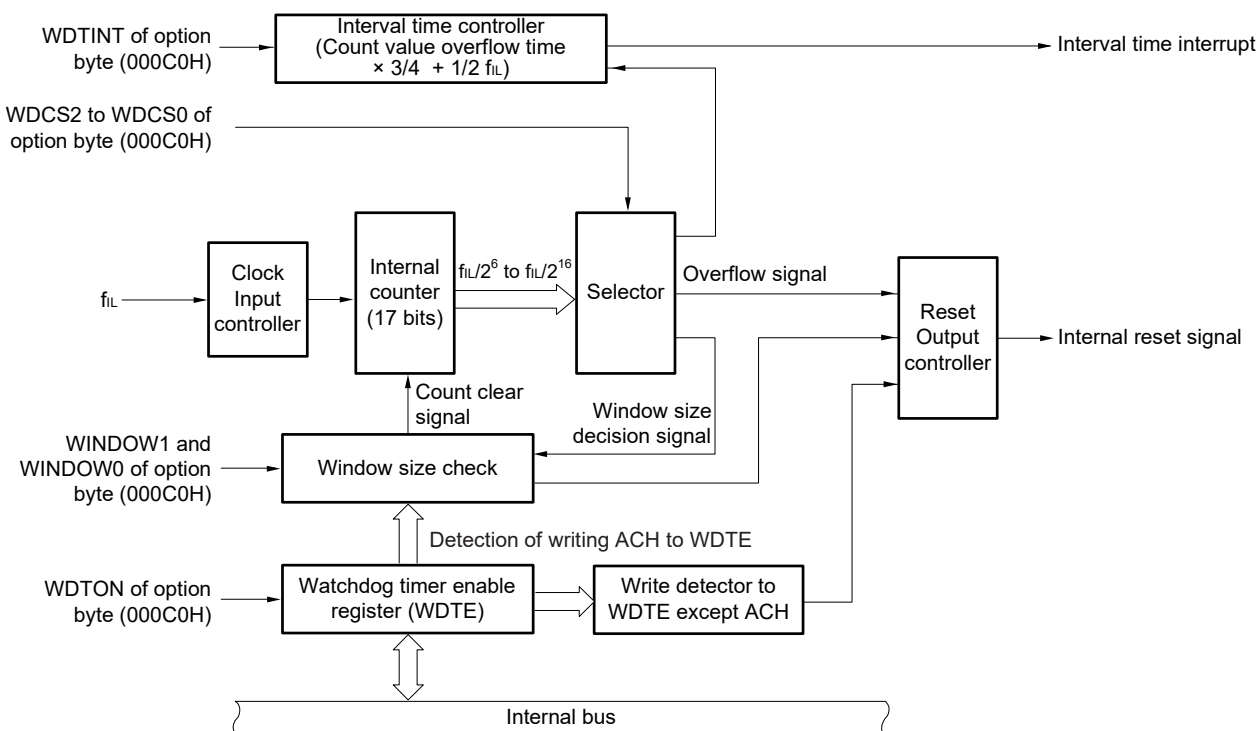 WDTINT of option
byte (000C0H)
Interval time controller
(Count value overflow time
× 3/4 + 1/2 fIL)
Interval time interrupt
WDCS2 to WDCS0 of
option byte (000C0H)
fIL
Clock
Input
controller
Internal
counter
(17 bits)
fIL/2^6 to fIL/2^16
Selector
Overflow signal
Reset
Output
controller
Internal reset signal
Count clear
signal
Window size
decision signal
WINDOW1 and
WINDOW0 of option
byte (000C0H)
Window size check
Detection of writing ACH to WDTE
WDTON of option
byte (000C0H)
Watchdog timer enable
register (WDTE)
Write detector to
WDTE except ACH
Internal bus